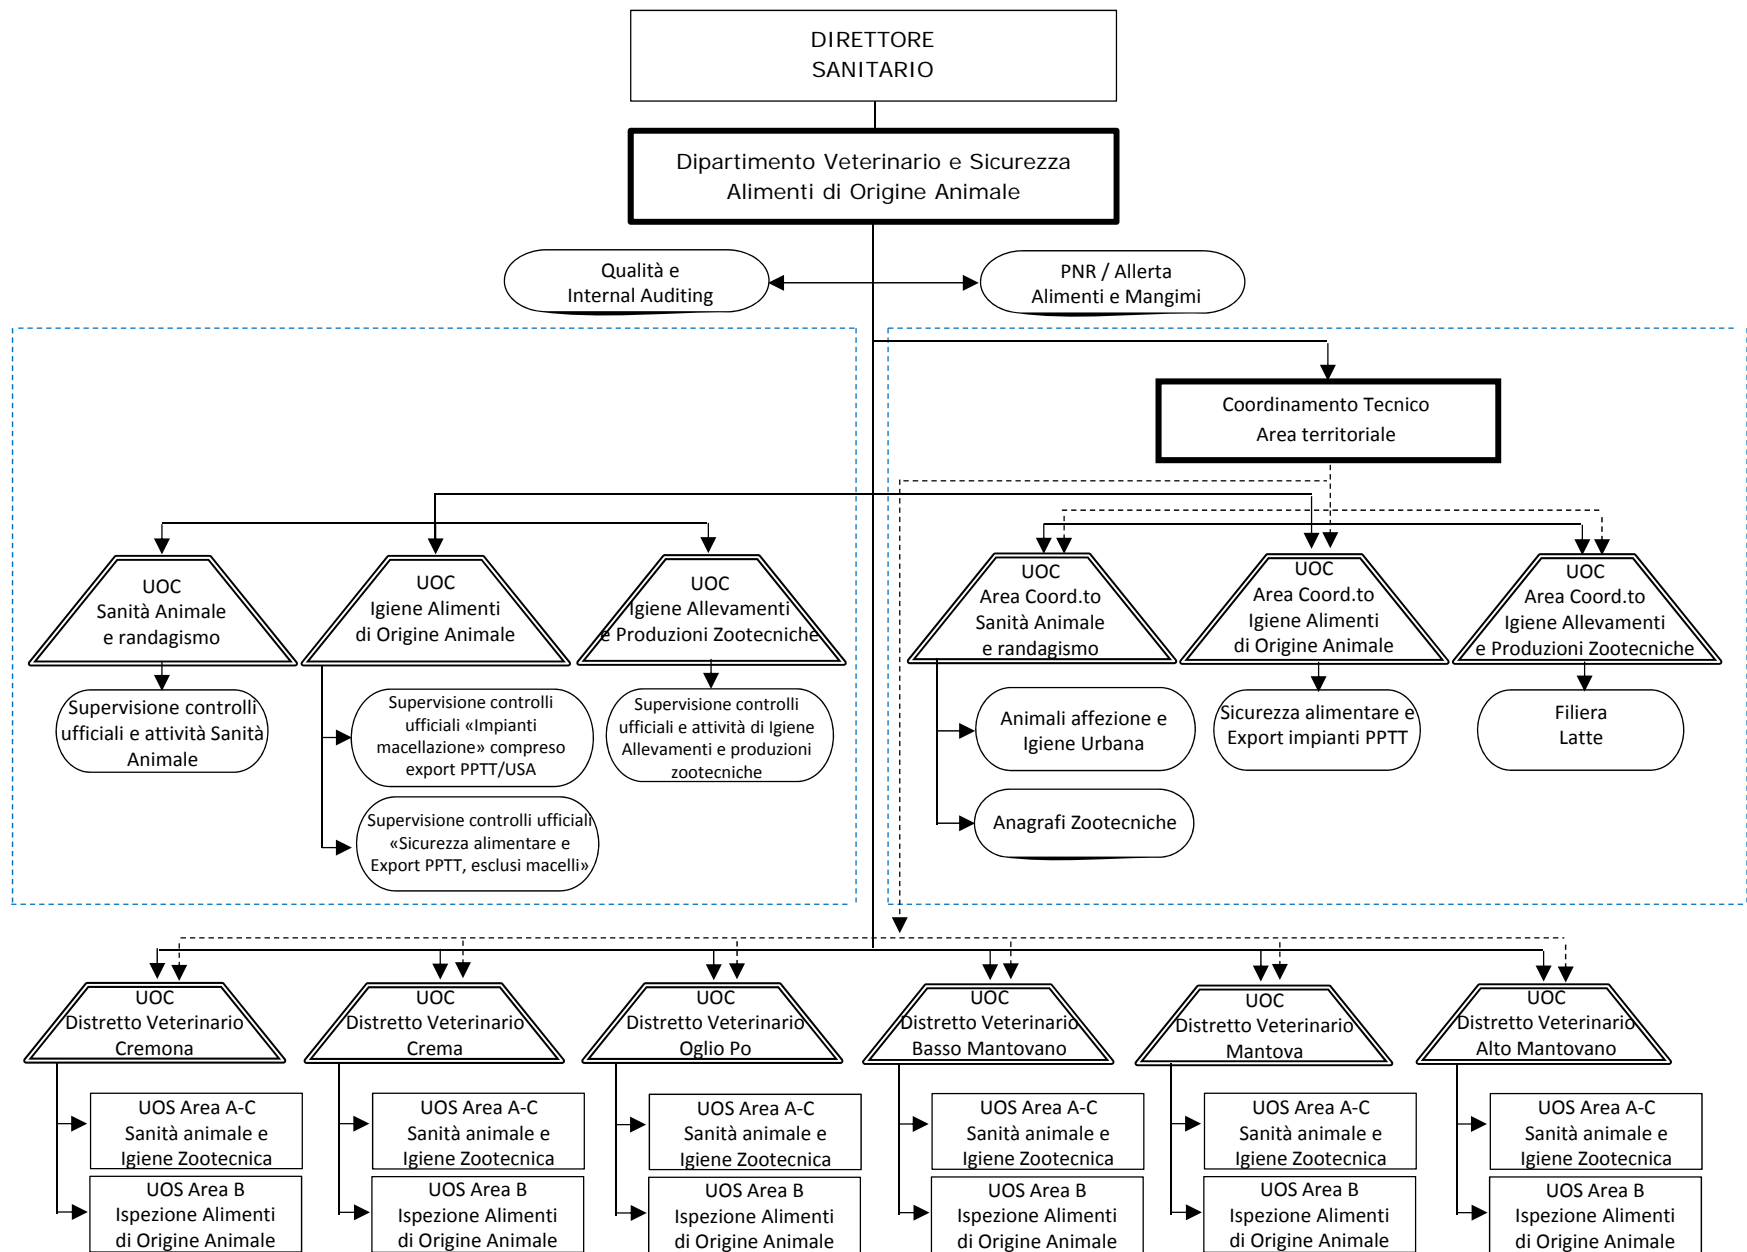 DIRETTORE
SANITARIO
Dipartimento Veterinario e Sicurezza
Alimenti di Origine Animale
Qualità e
Internal Auditing
PNR / Allerta
Alimenti e Mangimi
Coordinamento Tecnico
Area territoriale
UOC
Sanità Animale
e randagismo
UOC
Igiene Alimenti
di Origine Animale
UOC
Igiene Allevamenti
e Produzioni Zootecniche
UOC
Area Coord.to
Sanità Animale
e randagismo
UOC
Area Coord.to
Igiene Alimenti
di Origine Animale
UOC
Area Coord.to
Igiene Allevamenti
e Produzioni Zootecniche
Supervisione controlli
ufficiali e attività Sanità
Animale
Supervisione controlli
ufficiali «Impianti
macellazione» compreso
export PPTT/USA
Supervisione controlli
ufficiali e attività di Igiene
Allevamenti e produzioni
zootecniche
Animali affezione e
Igiene Urbana
Sicurezza alimentare e
Export impianti PPTT
Filiera
Latte
Supervisione controlli ufficiali
«Sicurezza alimentare e
Export PPTT, esclusi macelli»
Anagrafi Zootecniche
UOC
Distretto Veterinario
Cremona
UOC
Distretto Veterinario
Crema
UOC
Distretto Veterinario
Oglio Po
UOC
Distretto Veterinario
Basso Mantovano
UOC
Distretto Veterinario
Mantova
UOC
Distretto Veterinario
Alto Mantovano
UOS Area A-C
Sanità animale e
Igiene Zootecnica
UOS Area A-C
Sanità animale e
Igiene Zootecnica
UOS Area A-C
Sanità animale e
Igiene Zootecnica
UOS Area A-C
Sanità animale e
Igiene Zootecnica
UOS Area A-C
Sanità animale e
Igiene Zootecnica
UOS Area A-C
Sanità animale e
Igiene Zootecnica
UOS Area B
Ispezione Alimenti
di Origine Animale
UOS Area B
Ispezione Alimenti
di Origine Animale
UOS Area B
Ispezione Alimenti
di Origine Animale
UOS Area B
Ispezione Alimenti
di Origine Animale
UOS Area B
Ispezione Alimenti
di Origine Animale
UOS Area B
Ispezione Alimenti
di Origine Animale